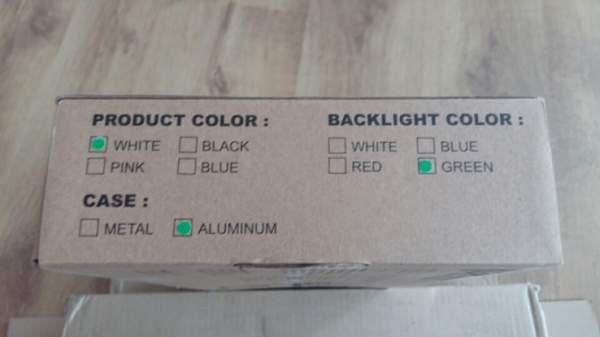 PRODUCT COLOR :
WHITE BLACK
PINK BLUE
BACKLIGHT COLOR :
WHITE BLUE
RED GREEN
CASE :
METAL ALUMINUM